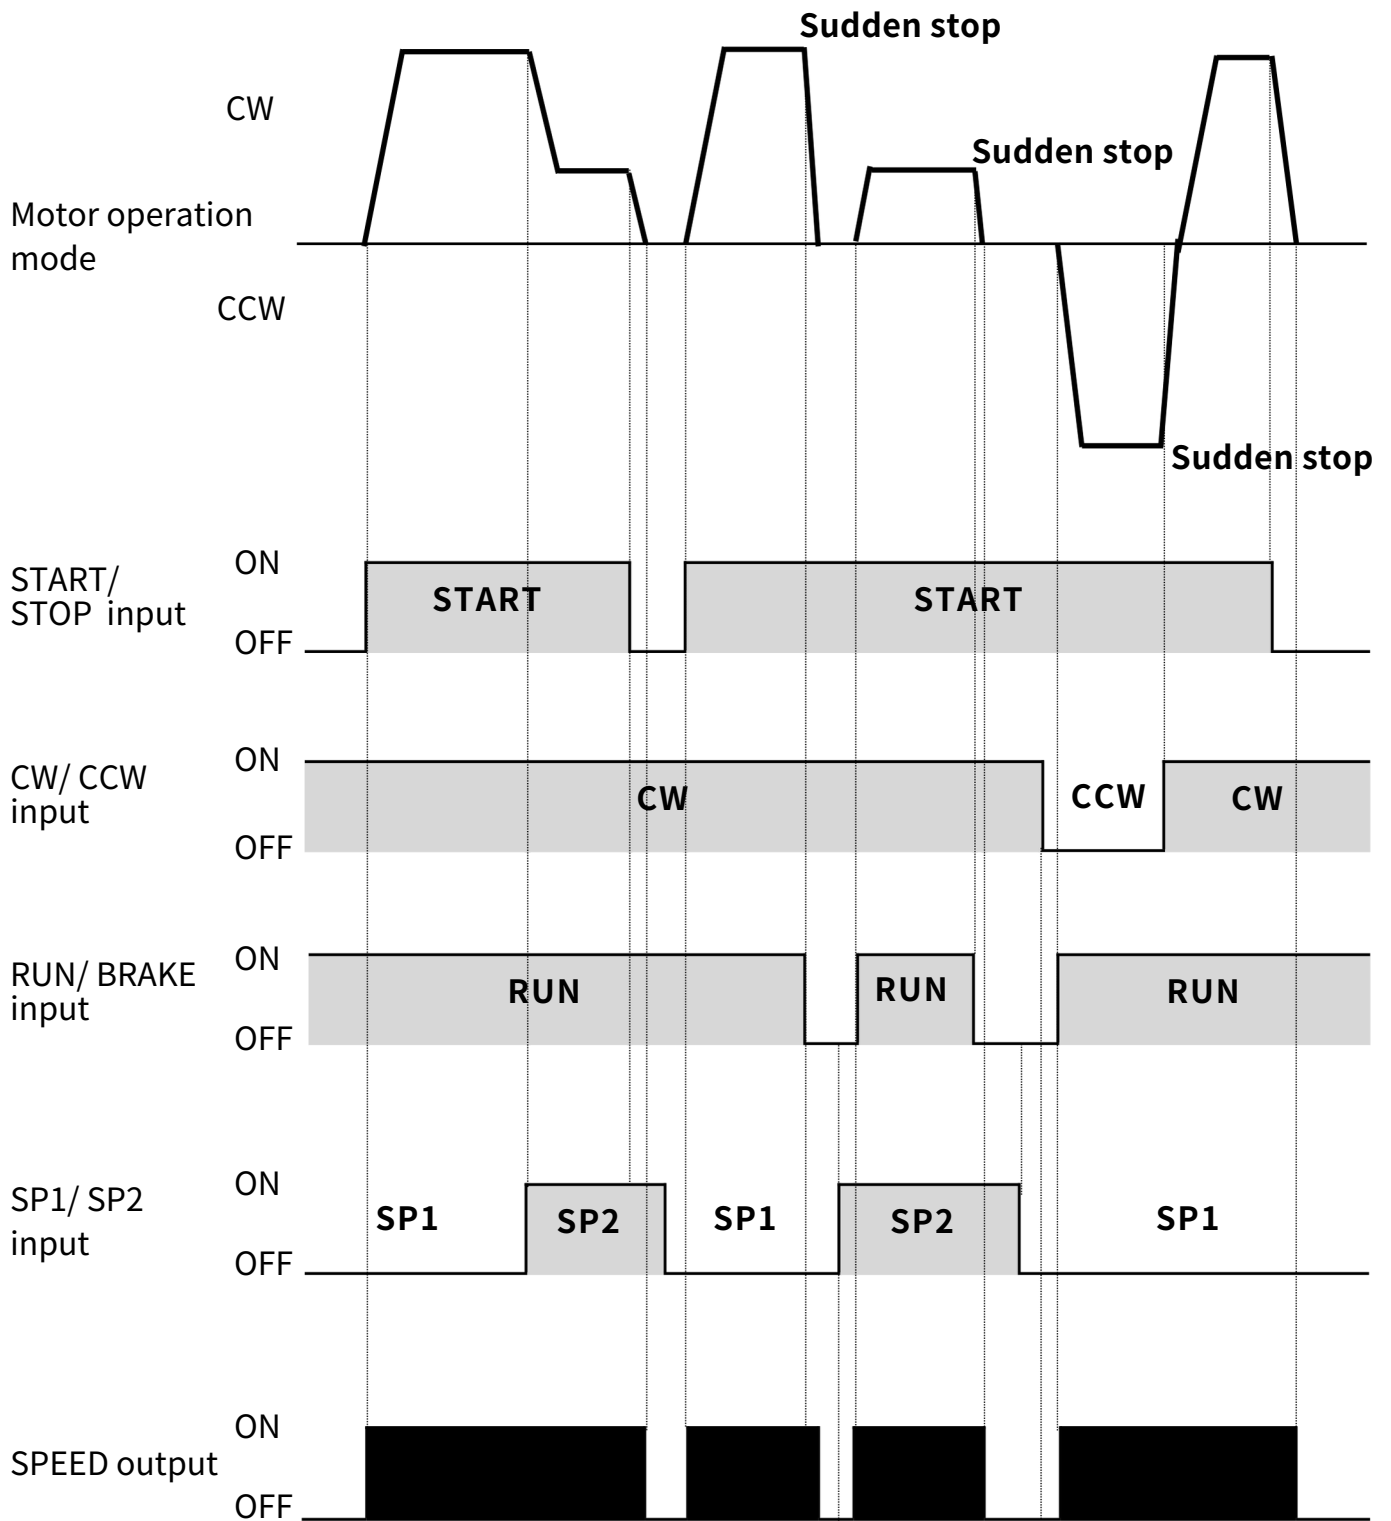 Sudden stop
CW
Sudden stop
Motor operation
mode
CCW
Sudden stop
ON
START/
STOP input
START
START
OFF
ON
CW/ CCW
input
CW
CCW
CW
OFF
ON
RUN/ BRAKE
input
RUN
RUN
RUN
OFF
ON
SP1/ SP2
input
SP1
SP2
SP1
SP2
SP1
OFF
ON
SPEED output
OFF